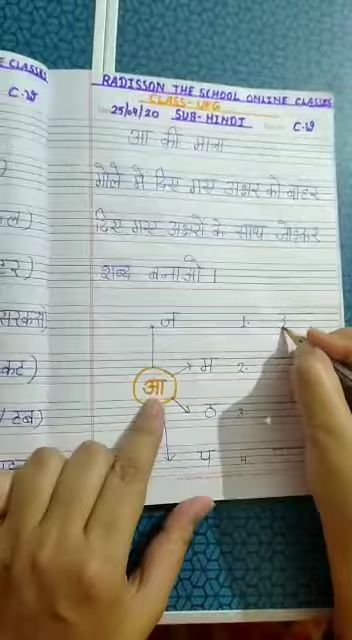 RADISSON THE SCHOOL ONLINE CLASSES
CLASS-UKG
25/04/20 SUB-HINDI
C.W
C.W
आ की मात्रा
गोले में दिए गए अक्षर को बाहर
दिए गए अक्षरों के साथ जोड़कर
शब्द बनाओ ।
ज 1.
म 2.
आ
ठ 3.
प 4.